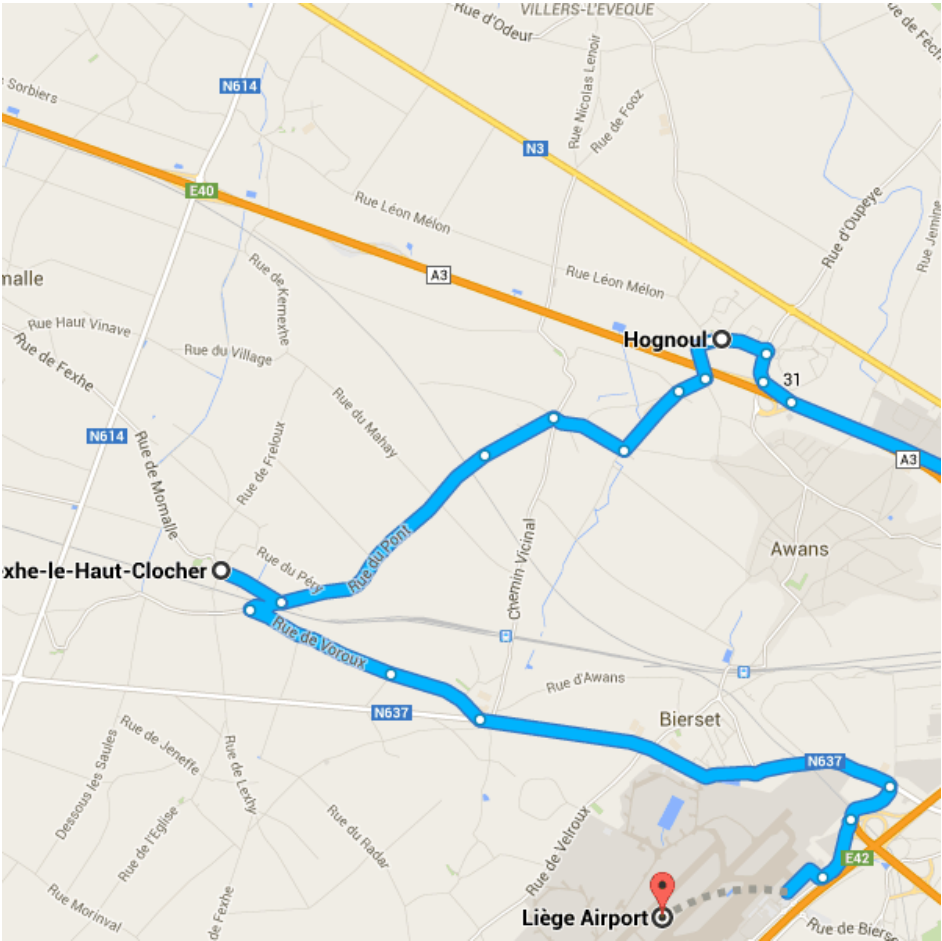 VILLERS-L'EVEQUE
Rue d'Odeur
Rue de Fèch
Sorbiers
N614
Rue Nicolas Lenoir
Rue de Fooz
N3
E40
Rue Léon Mélon
Rue d'Oupeye
Rue Jemine
Rue de Kemexhe
A3
Rue Léon Mélon
malle
Rue Haut Vinave
Rue du Village
Rue de Fexhe
Hognoul
31
Rue du Mahay
N614
Rue de Momalle
Rue de Freloux
A3
Rue du Pont
Chemin Vicinal
Awans
exhe-le-Haut-Clocher
Rue du Péry
Rue de Voroux
Rue d'Awans
N637
Bierset
Rue de Jeneffe
Dessous les Saules
Rue de Lexhy
N637
Rue de l'Eglise
Rue du Radar
Rue de Velroux
E42
Rue Morinval
de Fexhe
Liège Airport
Rue de Bierse